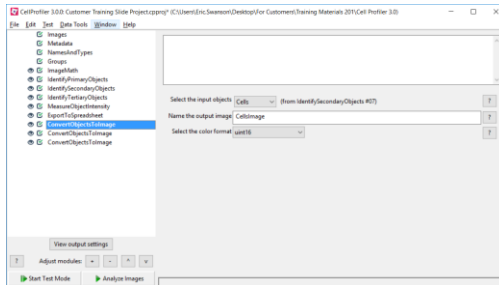 CellProfiler 3.0.0: Customer Training Slide Project.cpproj* (C:\Users\Eric.Swanson\Desktop\For Customers\Training Materials 201\Cell Profiler 3.0)
File Edit Test Data Tools Window Help
Images
Metadata
NamesAndTypes
Groups
ImageMath
IdentifyPrimaryObjects
IdentifySecondaryObjects
IdentifyTertiaryObjects
MeasureObjectIntensity
ExportToSpreadsheet
ConvertObjectsToImage
ConvertObjectsToImage
ConvertObjectsToImage
Select the input objects Cells (from IdentifySecondaryObjects #07) ?
Name the output image CellsImage ?
Select the color format uint16 ?
View output settings
? Adjust modules: + - ^ v
Start Test Mode Analyze Images